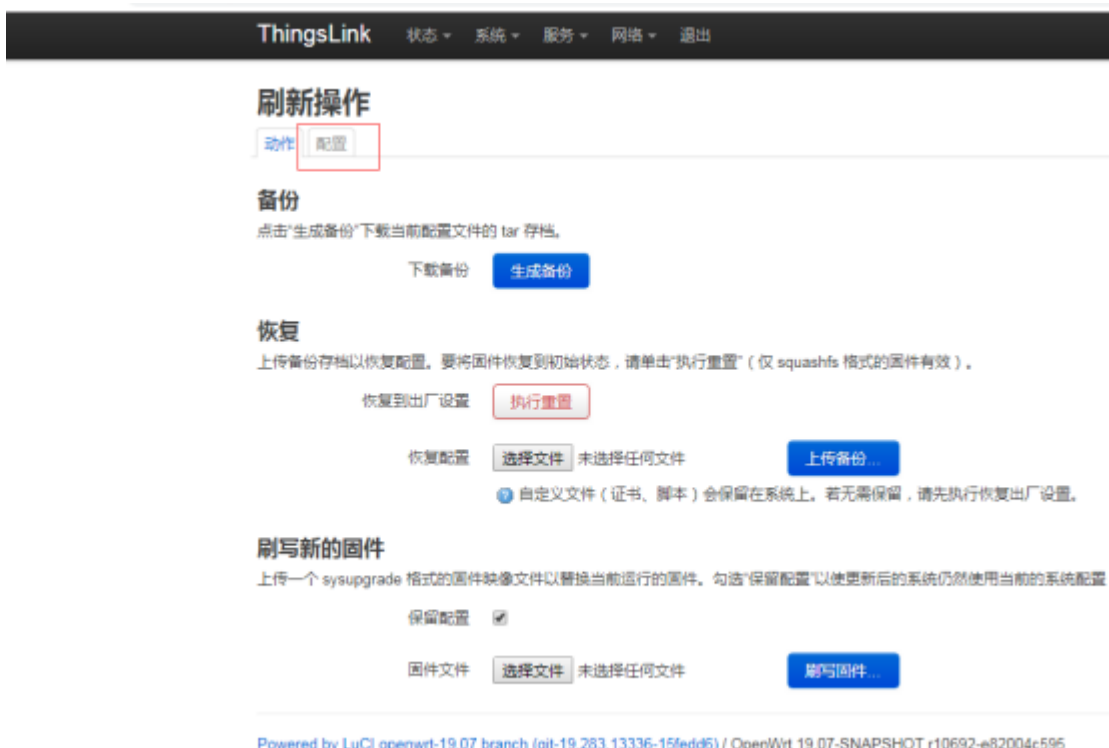 ThingsLink 状态 系统 服务 网络 退出
刷新操作
动作 配置
备份
点击“生成备份”下载当前配置文件的 tar 存档。
下载备份 生成备份
恢复
上传备份存档以恢复配置。要将固件恢复到初始状态，请单击“执行重置”（仅 squashfs 格式的固件有效）。
恢复到出厂设置 执行重置
恢复配置 选择文件 未选择任何文件 上传备份...
自定义文件（证书、脚本）会保留在系统上。若无需保留，请先执行恢复出厂设置。
刷写新的固件
上传一个 sysupgrade 格式的固件映像文件以替换当前运行的固件。勾选“保留配置”以使更新后的系统仍然使用当前的系统配置
保留配置
固件文件 选择文件 未选择任何文件 刷写固件...
Powered by LuCI openwrt-19.07 branch (git-19.283.13336-15fedd6) / OpenWrt 19.07-SNAPSHOT r10692-e82004c595